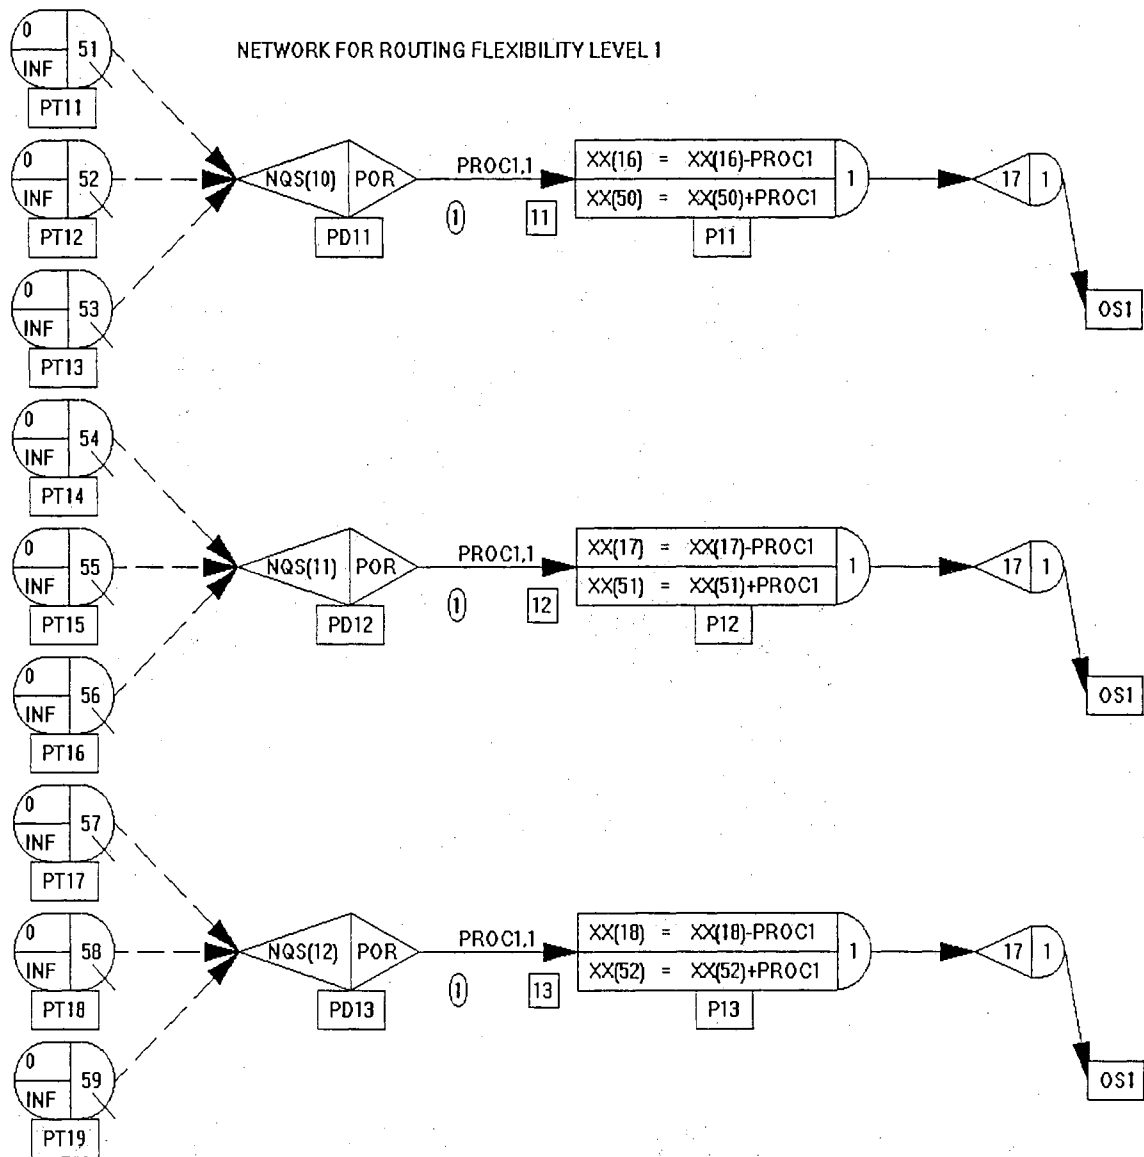 0
51
INF
PT11
NETWORK FOR ROUTING FLEXIBILITY LEVEL 1
0
52
INF
PT12
NQS(10) POR
PD11
PROC1,1
1
11
XX(16) = XX(16)-PROC1
XX(50) = XX(50)+PROC1
1
P11
17 1
0
53
INF
PT13
OS1
0
54
INF
PT14
0
55
INF
PT15
NQS(11) POR
PD12
PROC1,1
1
12
XX(17) = XX(17)-PROC1
XX(51) = XX(51)+PROC1
1
P12
17 1
0
56
INF
PT16
OS1
0
57
INF
PT17
0
58
INF
PT18
NQS(12) POR
PD13
PROC1,1
1
13
XX(18) = XX(18)-PROC1
XX(52) = XX(52)+PROC1
1
P13
17 1
0
59
INF
PT19
OS1